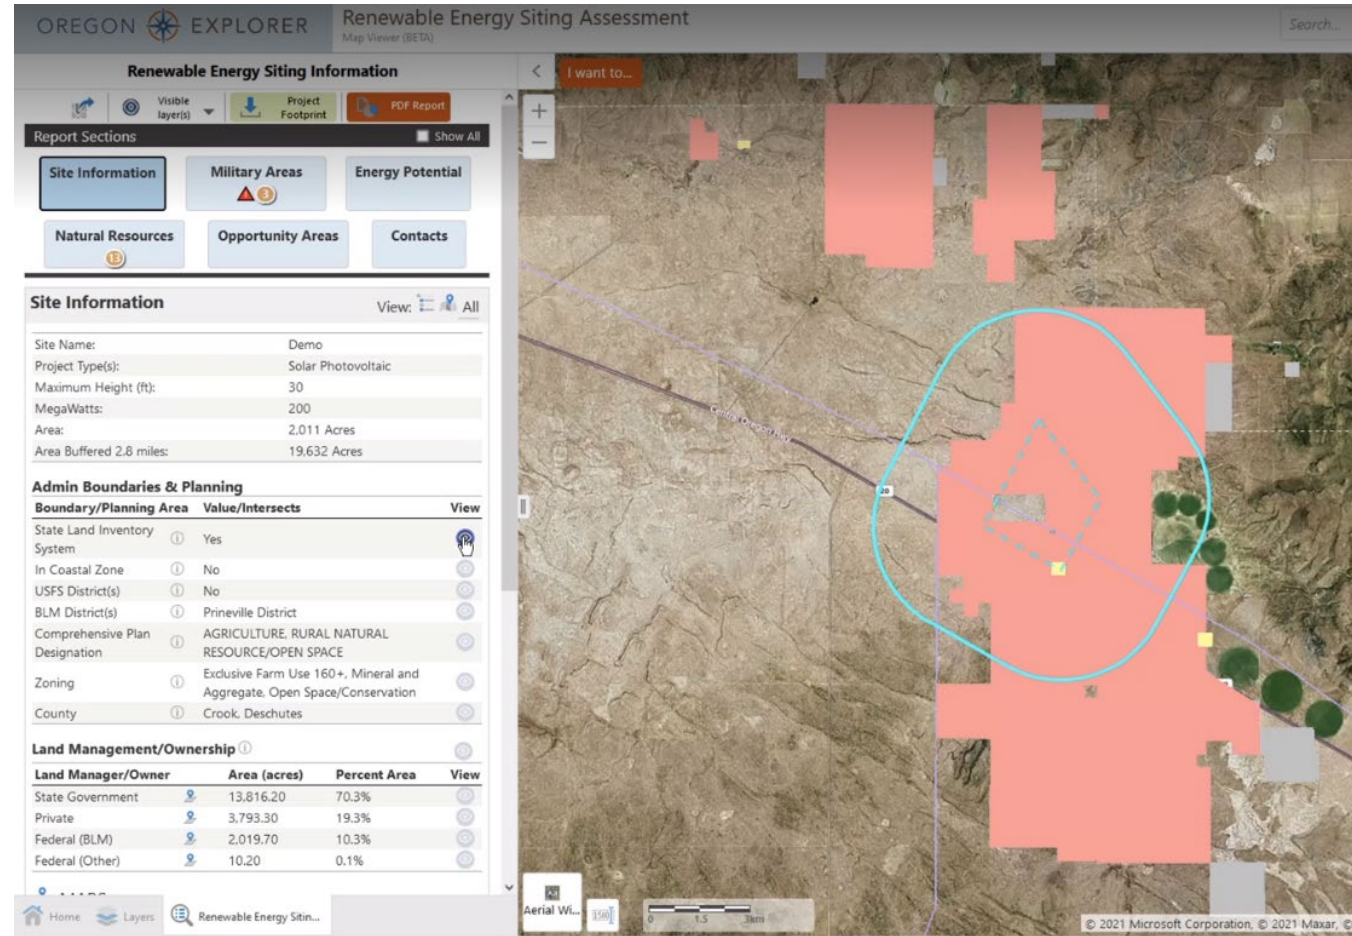 OREGON EXPLORER
Renewable Energy Siting Assessment
Map Viewer (BETA)
Search...
Renewable Energy Siting Information
Visible layer(s)
Project Footprint
PDF Report
Report Sections
Show All
Site Information
Military Areas
3
Energy Potential
Natural Resources
13
Opportunity Areas
Contacts
Site Information
View: All
Site Name: Demo
Project Type(s): Solar Photovoltaic
Maximum Height (ft): 30
MegaWatts: 200
Area: 2,011 Acres
Area Buffered 2.8 miles: 19,632 Acres
Admin Boundaries & Planning
Boundary/Planning Area Value/Intersects View
State Land Inventory System Yes
In Coastal Zone No
USFS District(s) No
BLM District(s) Prineville District
Comprehensive Plan Designation AGRICULTURE, RURAL NATURAL RESOURCE/OPEN SPACE
Zoning Exclusive Farm Use 160+, Mineral and Aggregate, Open Space/Conservation
County Crook, Deschutes
Land Management/Ownership
Land Manager/Owner Area (acres) Percent Area View
State Government 13,816.20 70.3%
Private 3,793.30 19.3%
Federal (BLM) 2,019.70 10.3%
Federal (Other) 10.20 0.1%
Home
Layers
Renewable Energy Sitin...
I want to...
Central Oregon Hwy
20
Aerial Wi...
0 1.5 3km
© 2021 Microsoft Corporation, © 2021 Maxar, ©